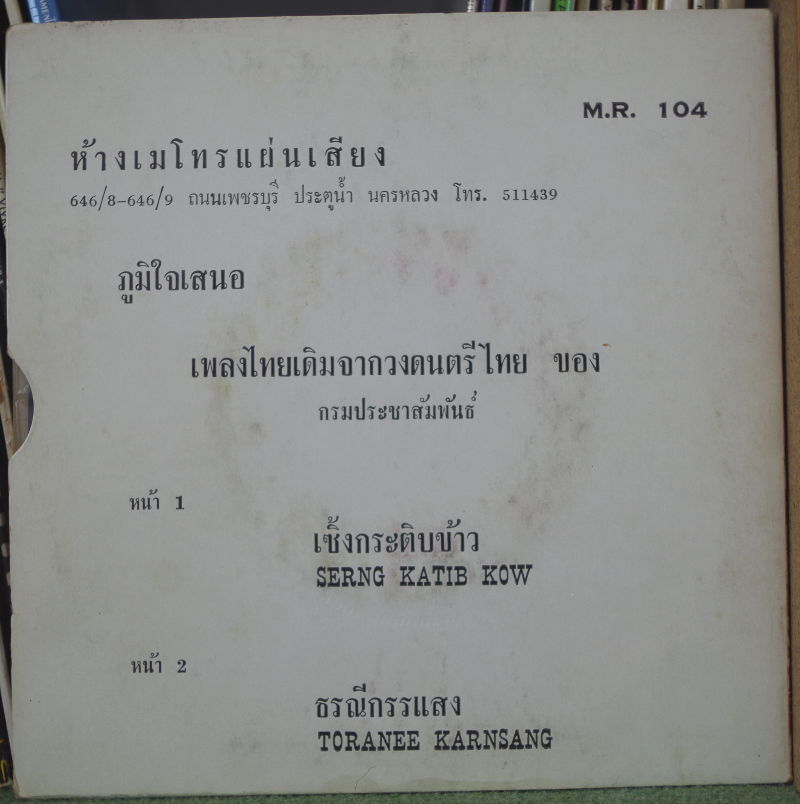 M.R. 104
ห้างเมโทรแผ่นเสียง
646/8-646/9 ถนนเพชรบุรี ประตูน้ำ นครหลวง โทร. 511439
ภูมิใจเสนอ
เพลงไทยเดิมจากวงดนตรีไทย ของ
กรมประชาสัมพันธ์
หน้า 1
เซิ้งกระติบข้าว
SERNG KATIB KOW
หน้า 2
ธรณีกรรแสง
TORANEE KARNSANG